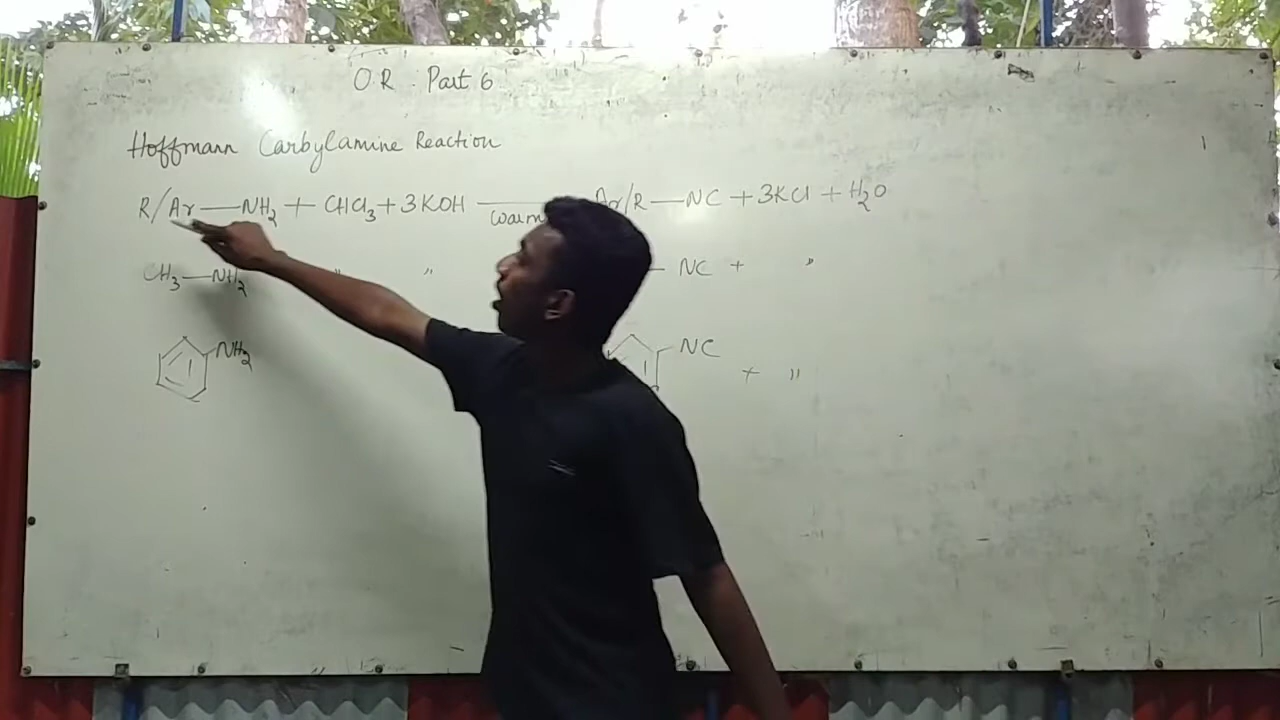 O R . Part 6
Hoffmann Carbylamine Reaction
R/Ar—NH₂ + CHCl₃ + 3KOH warm Ar/R—NC + 3KCl + H₂O
CH₃—NH₂ " " — NC + "
NH₂ NC + "